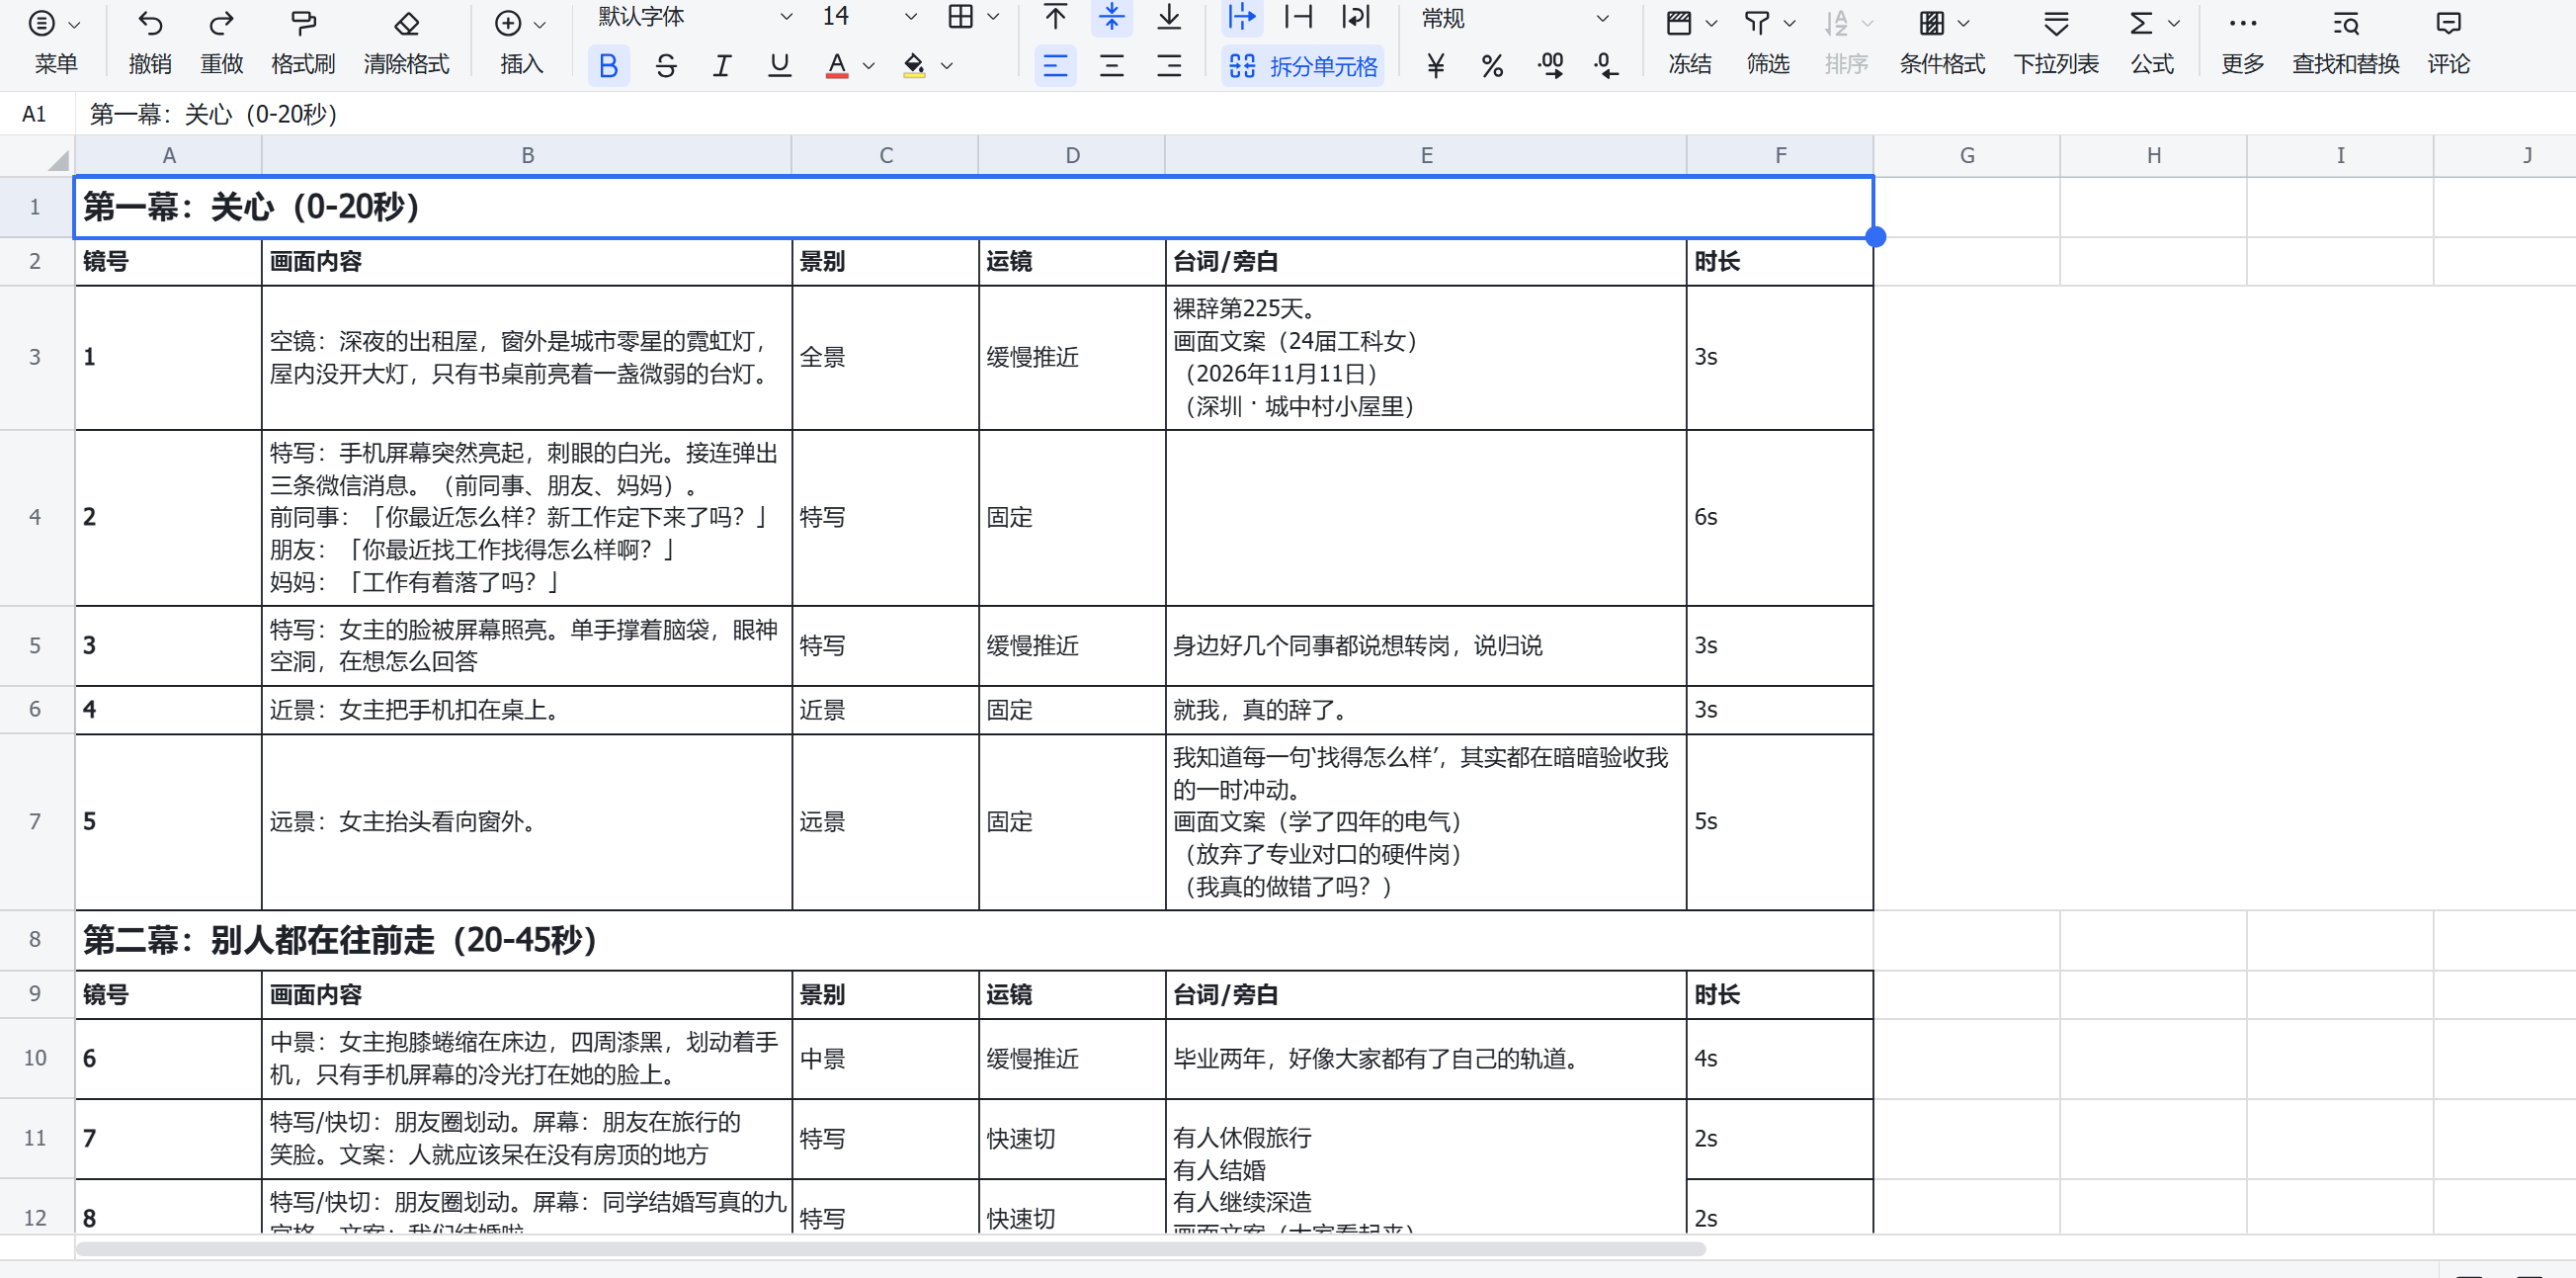 默认字体 14 常规
菜单 撤销 重做 格式刷 清除格式 插入 B S I U A 拆分单元格 ¥ % .00 .0 冻结 筛选 排序 条件格式 下拉列表 公式 更多 查找和替换 评论
A1 第一幕：关心（0-20秒）
A B C D E F G H I J
1 第一幕：关心（0-20秒）
2 镜号 画面内容 景别 运镜 台词/旁白 时长
3
1
空镜：深夜的出租屋，窗外是城市零星的霓虹灯，
屋内没开大灯，只有书桌前亮着一盏微弱的台灯。
全景
缓慢推近
裸辞第225天。
画面文案（24届工科女）
（2026年11月11日）
（深圳·城中村小屋里）
3s
4
2
特写：手机屏幕突然亮起，刺眼的白光。接连弹出
三条微信消息。（前同事、朋友、妈妈）。
前同事：「你最近怎么样？新工作定下来了吗？」
朋友：「你最近找工作找得怎么样啊？」
妈妈：「工作有着落了吗？」
特写
固定
6s
5
3
特写：女主的脸被屏幕照亮。单手撑着脑袋，眼神
空洞，在想怎么回答
特写
缓慢推近
身边好几个同事都说想转岗，说归说
3s
6
4
近景：女主把手机扣在桌上。
近景
固定
就我，真的辞了。
3s
7
5
远景：女主抬头看向窗外。
远景
固定
我知道每一句‘找得怎么样’，其实都在暗暗验收我
的一时冲动。
画面文案（学了四年的电气）
（放弃了专业对口的硬件岗）
（我真的做错了吗？）
5s
8 第二幕：别人都在往前走（20-45秒）
9 镜号 画面内容 景别 运镜 台词/旁白 时长
10
6
中景：女主抱膝蜷缩在床边，四周漆黑，划动着手
机，只有手机屏幕的冷光打在她的脸上。
中景
缓慢推近
毕业两年，好像大家都有了自己的轨道。
4s
11
7
特写/快切：朋友圈划动。屏幕：朋友在旅行的
笑脸。文案：人就应该呆在没有房顶的地方
特写
快速切
有人休假旅行
有人结婚
有人继续深造
2s
12
8
特写/快切：朋友圈划动。屏幕：同学结婚写真的九
特写
快速切
2s